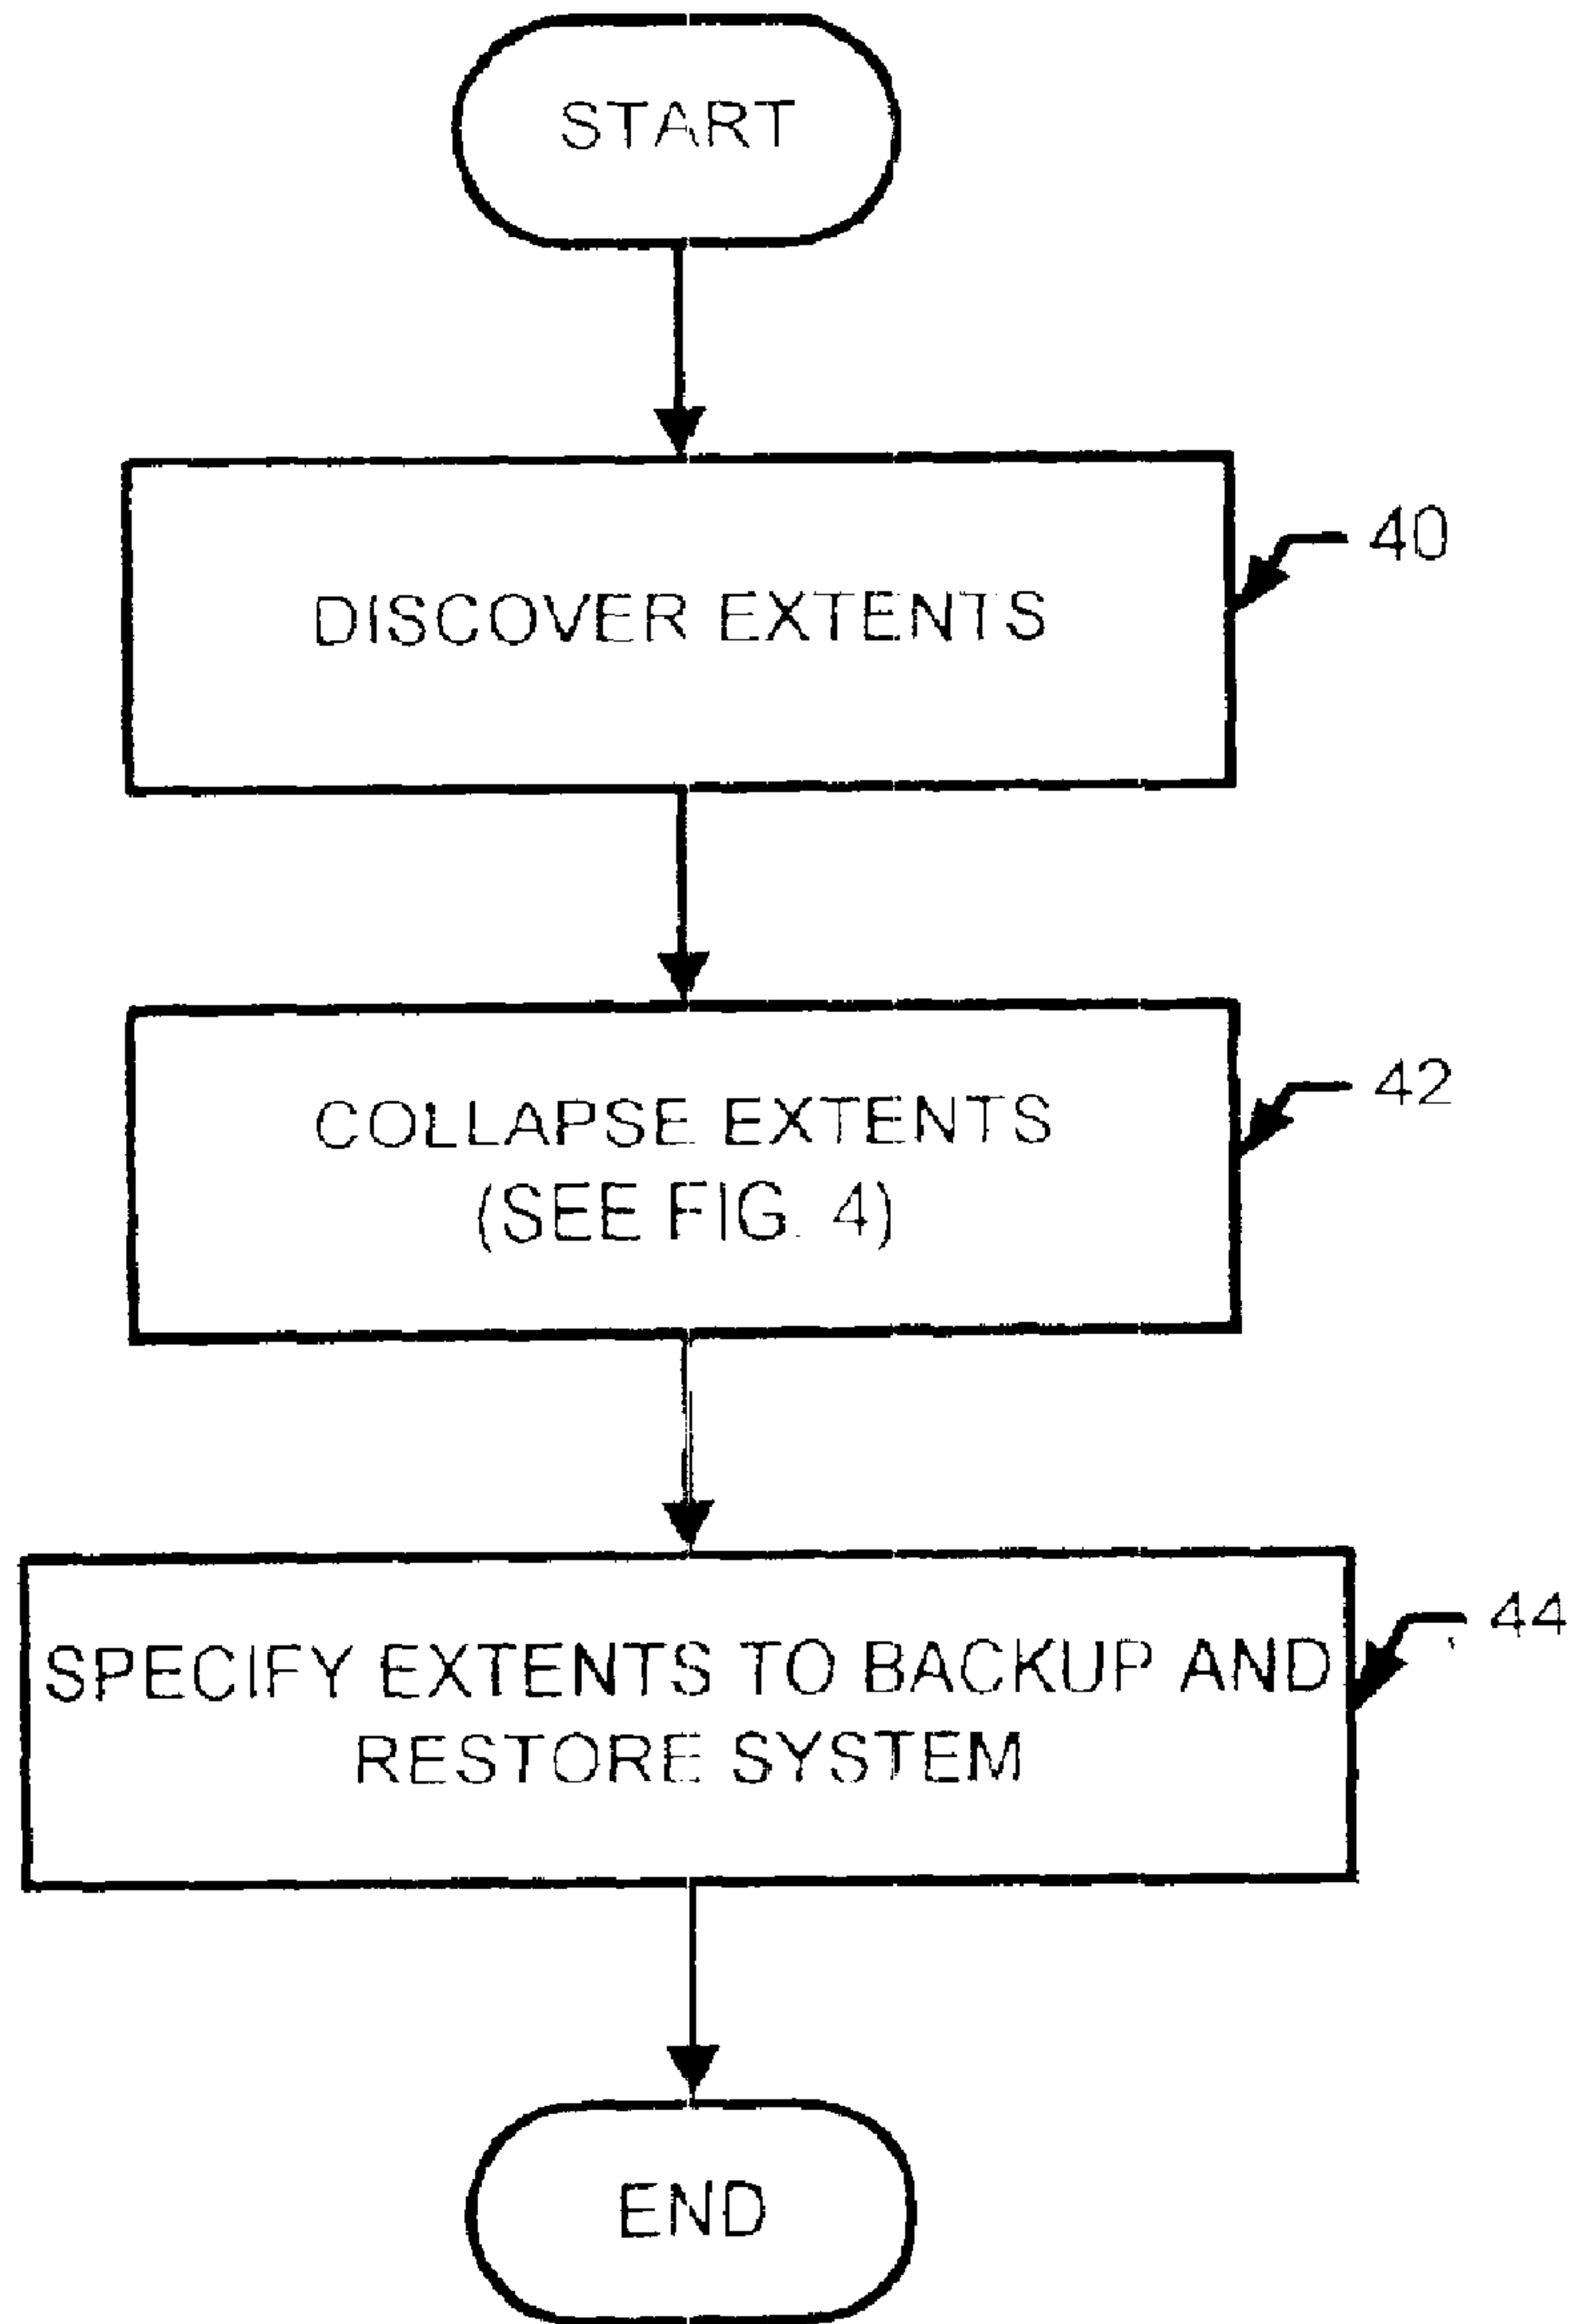 START
DISCOVER EXTENTS
40
COLLAPSE EXTENTS
(SEE FIG. 4)
42
SPECIFY EXTENTS TO BACKUP AND
RESTORE SYSTEM
44
END